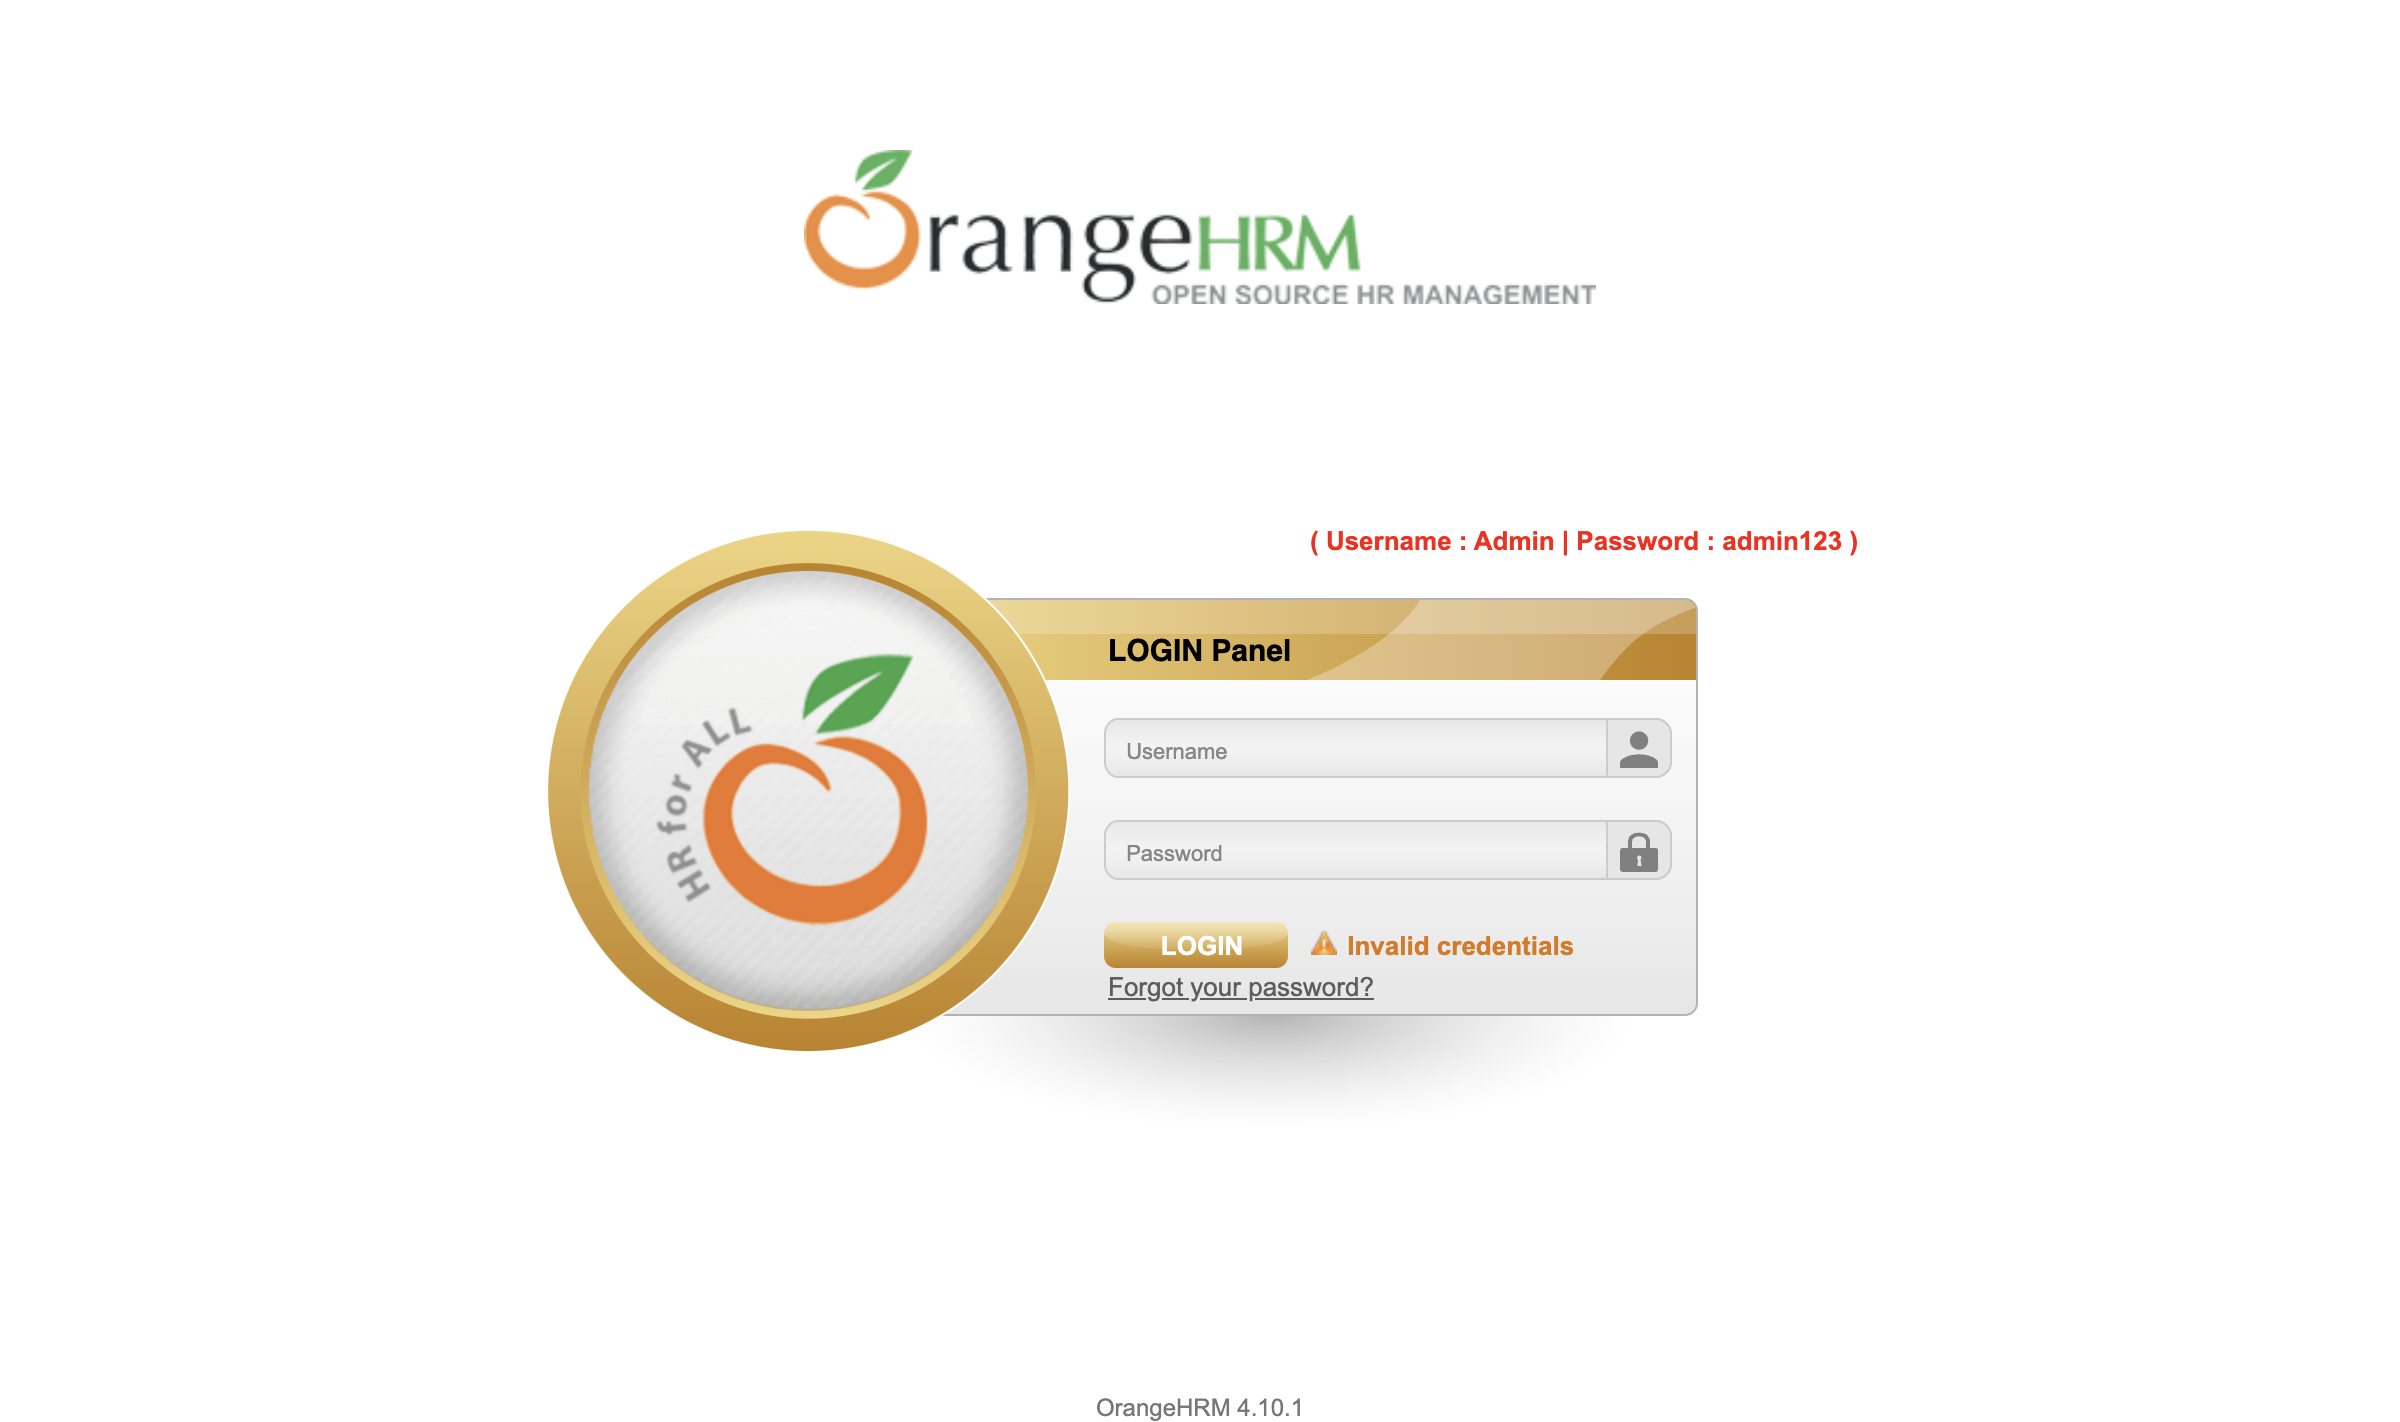 OrangeHRM
OPEN SOURCE HR MANAGEMENT
( Username : Admin | Password : admin123 )
LOGIN Panel
HR for ALL
Username
Password
LOGIN
Invalid credentials
Forgot your password?
OrangeHRM 4.10.1